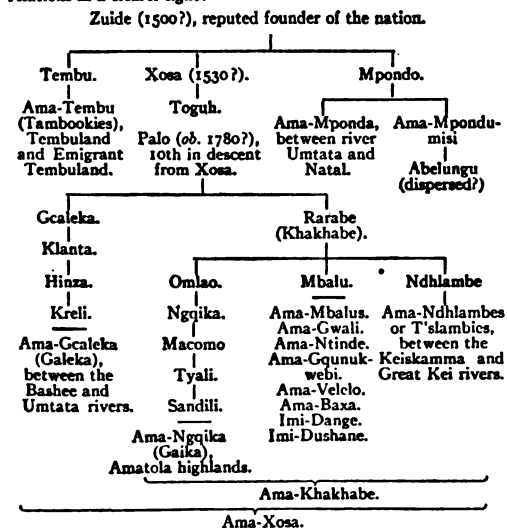 Zuide (1500?), reputed founder of the nation.
Tembu.
Ama-Tembu
(Tambookies),
Tembuland
and Emigrant
Tembuland.
Xosa (1530?).
Toguh.
Palo (ob. 1780?),
10th in descent
from Xosa.
Mpondo.
Ama-Mponda,
between river
Umtata and
Natal.
Ama-Mpondu-
misi
Abelungu
(dispersed?)
Gcaleka.
Klanta.
Hinza.
Kreli.
Ama-Gcaleka
(Galeka),
between the
Bashee and
Umtata rivers.
Rarabe
(Khakhabe).
Omlao.
Ngqika.
Macomo
Tyali.
Sandili.
Ama-Ngqika
(Gaika),
Amatola highlands.
Mbalu.
Ama-Mbalus.
Ama-Gwali.
Ama-Ntinde.
Ama-Gqunuk-
webi.
Ama-Velelo.
Ama-Baxa.
Imi-Dange.
Imi-Dushane.
Ndhlambe
Ama-Ndhlambes
or T'slambies,
between the
Keiskamma and
Great Kei rivers.
Ama-Khakhabe.
Ama-Xosa.